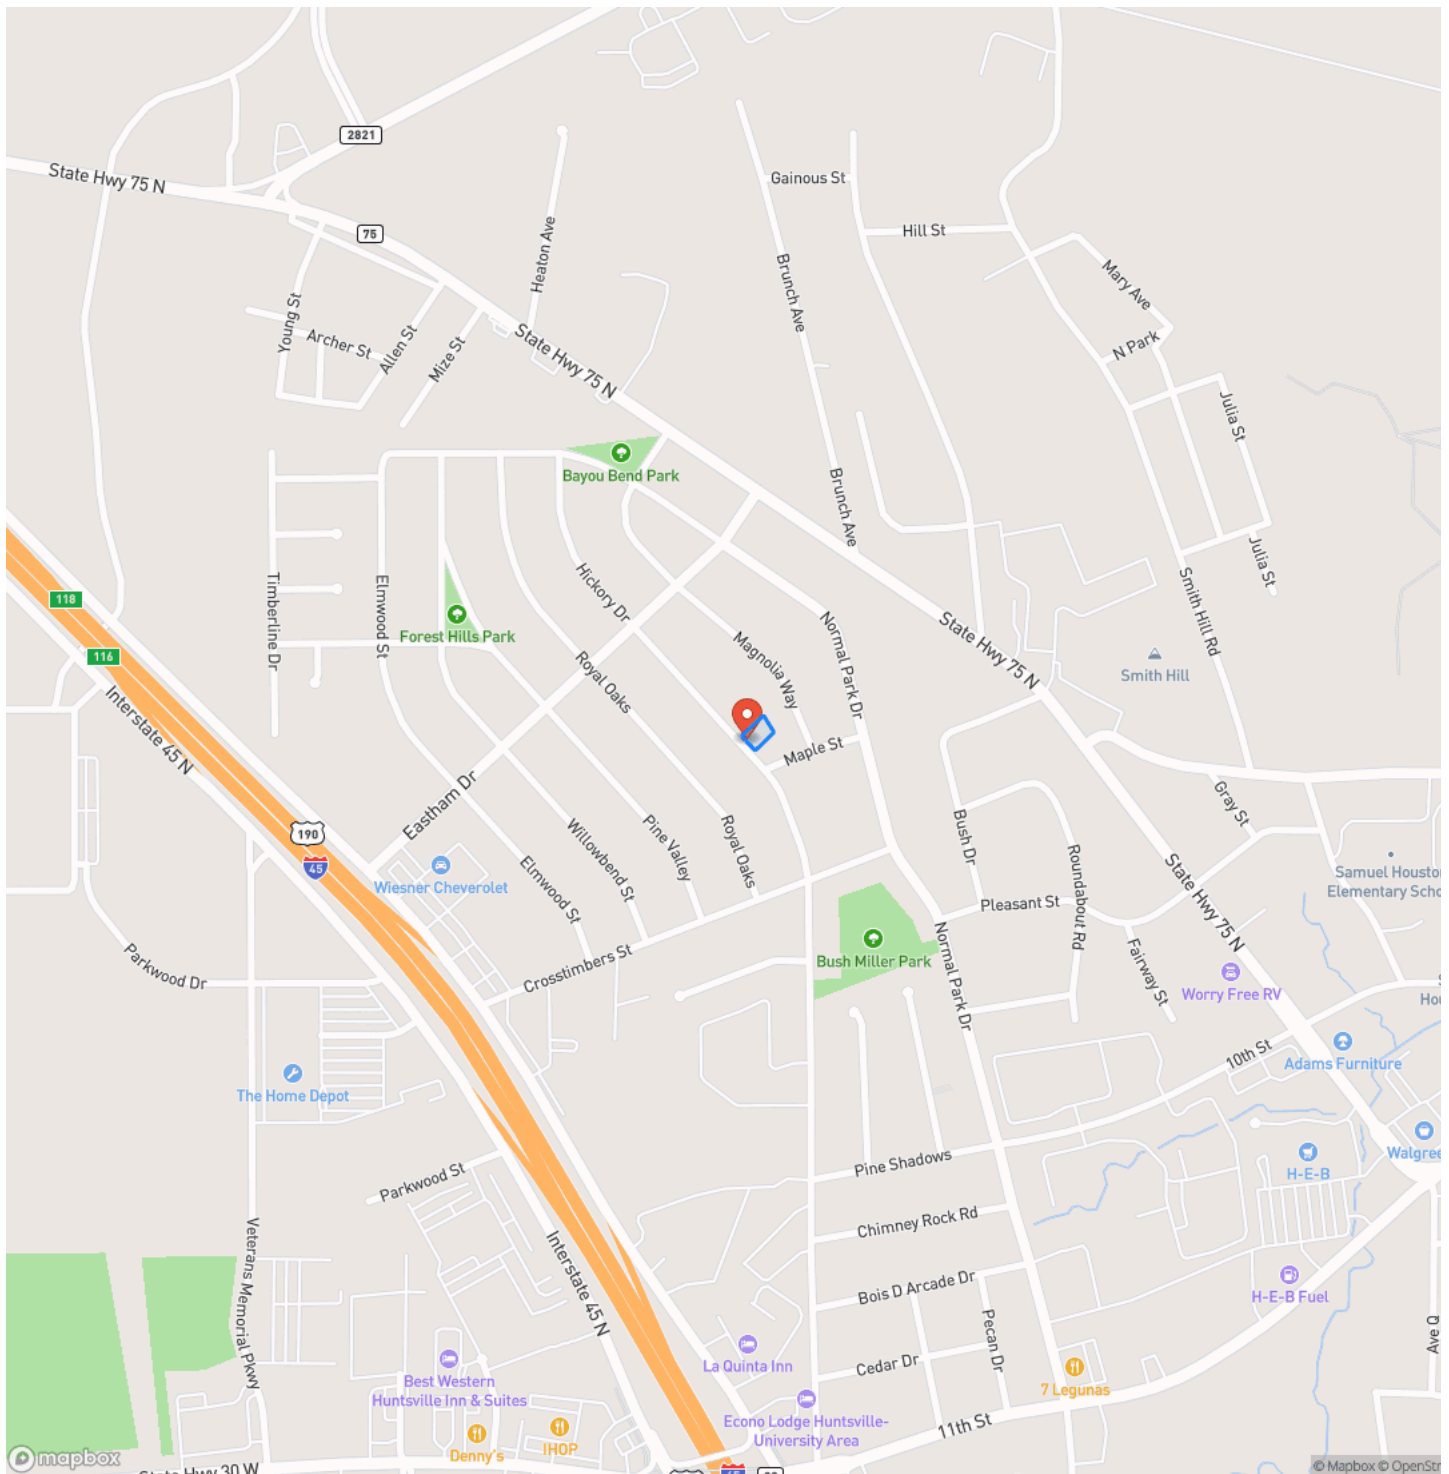 2821
State Hwy 75 N
75
Gainous St
Hill St
Heaton Ave
Brunch Ave
Mary Ave
Young St
Archer St
Allen St
Mize St
State Hwy 75 N
N Park
Julia St
Bayou Bend Park
Brunch Ave
Julia St
118
Timberline Dr
Elmwood St
Hickory Dr
Smith Hill Rd
Forest Hills Park
Normal Park Dr
State Hwy 75 N
116
Magnolia Way
Royal Oaks
Smith Hill
Interstate 45 N
Maple St
Eastham Dr
Gray St
190
45
Bush Dr
Willowbend St
Pine Valley
Royal Oaks
Elmwood St
Roundabout Rd
Wiesner Cheverolet
Samuel Houston
Elementary Scho
State Hwy 75 N
Pleasant St
Bush Miller Park
Normal Park Dr
Fairway St
Crosstimbers St
Parkwood Dr
Worry Free RV
S
Hou
10th St
Adams Furniture
The Home Depot
Walgree
H-E-B
Pine Shadows
Parkwood St
Chimney Rock Rd
Veterans Memorial Pkwy
Interstate 45 N
Bois D Arcade Dr
H-E-B Fuel
Pecan Dr
Ave Q
La Quinta Inn
Cedar Dr
Best Western
Huntsville Inn & Suites
7 Legunas
Econo Lodge Huntsville-
University Area
11th St
Denny's
IHOP
mapbox
State Hwy 30 W
© Mapbox © OpenStr